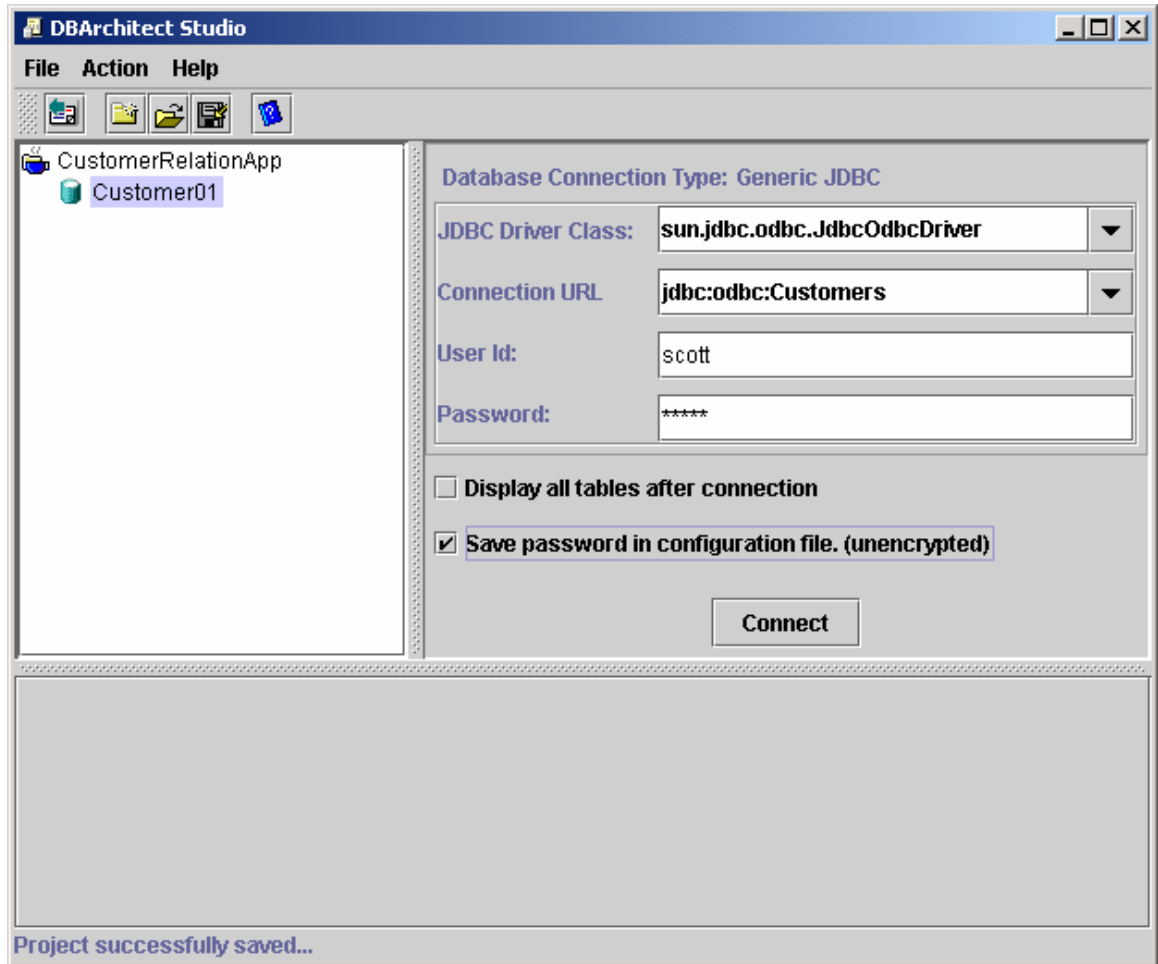 DBArchitect Studio
File Action Help
CustomerRelationApp
Customer01
Database Connection Type: Generic JDBC
JDBC Driver Class: sun.jdbc.odbc.JdbcOdbcDriver
Connection URL jdbc:odbc:Customers
User Id: scott
Password: *****
Display all tables after connection
Save password in configuration file. (unencrypted)
Connect
Project successfully saved...